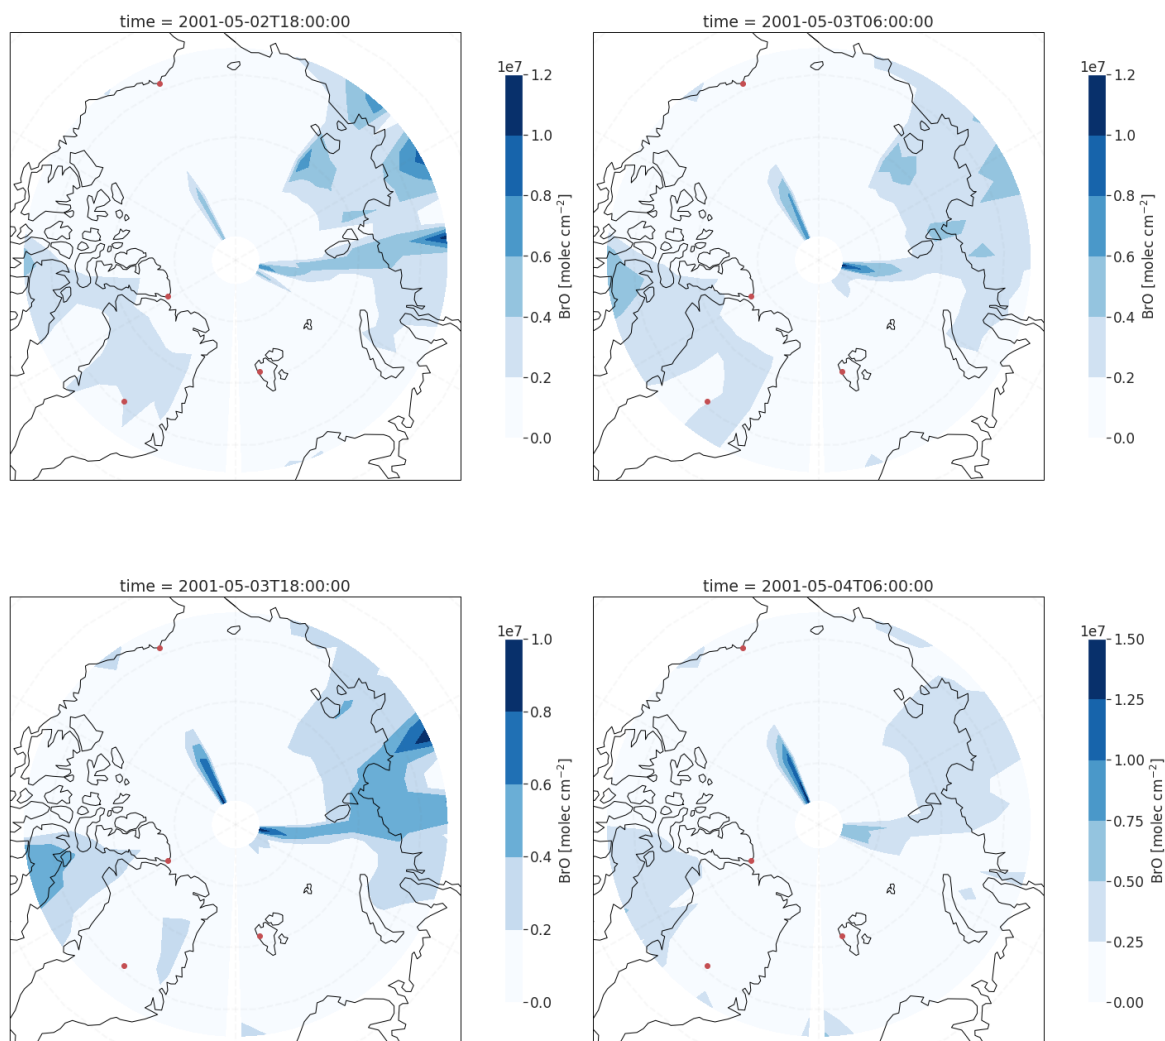 time = 2001-05-02T18:00:00
1e7
1.2
1.0
0.8
0.6
0.4
0.2
0.0
BrO [molec cm⁻²]
time = 2001-05-03T06:00:00
1e7
1.2
1.0
0.8
0.6
0.4
0.2
0.0
BrO [molec cm⁻²]
time = 2001-05-03T18:00:00
1e7
1.0
0.8
0.6
0.4
0.2
0.0
BrO [molec cm⁻²]
time = 2001-05-04T06:00:00
1e7
1.50
1.25
1.00
0.75
0.50
0.25
0.00
BrO [molec cm⁻²]